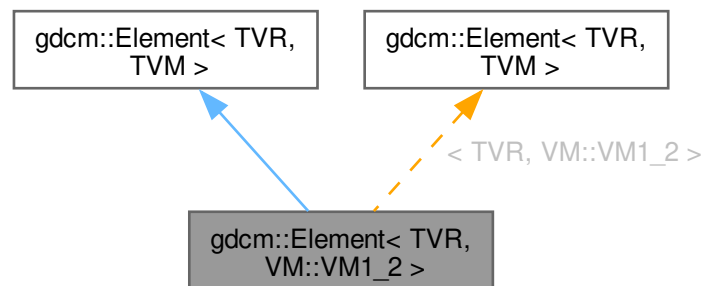 gdcm::Element< TVR,
TVM >
gdcm::Element< TVR,
TVM >
< TVR, VM::VM1_2 >
gdcm::Element< TVR,
VM::VM1_2 >